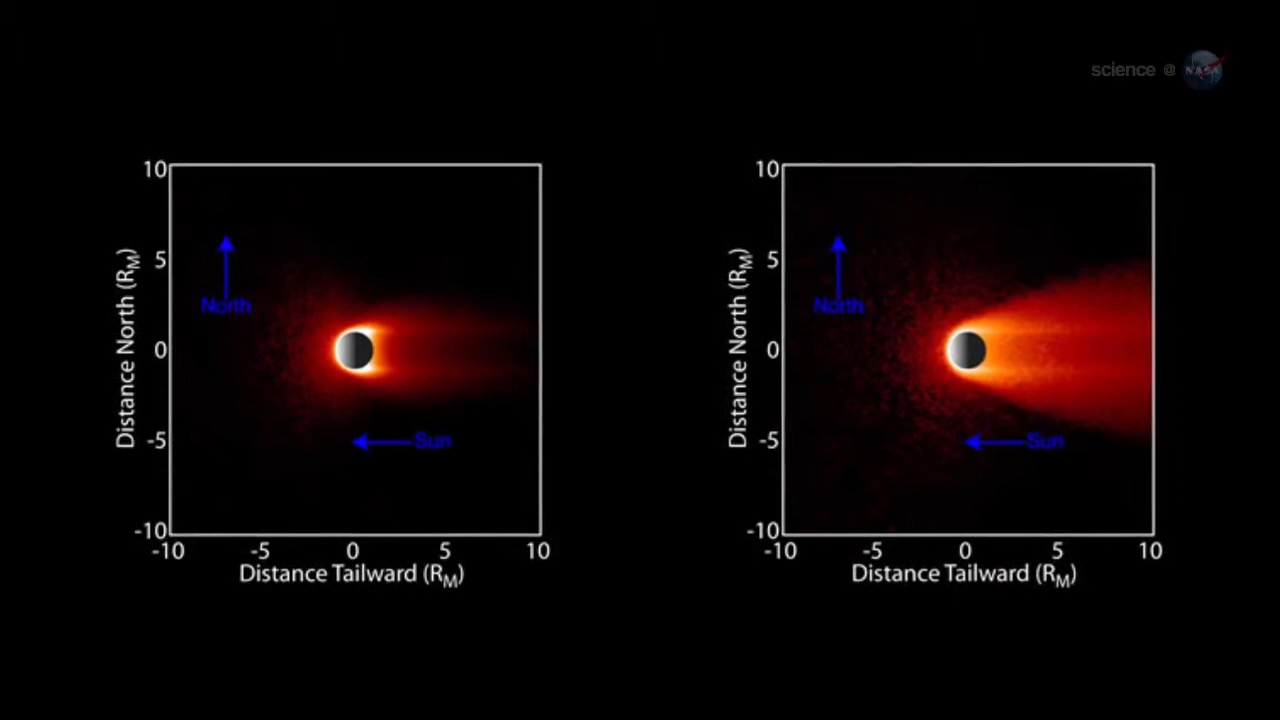 science @ NASA
10
5
0
-5
-10
Distance North (RM)
North
Sun
-10 -5 0 5 10
Distance Tailward (RM)
10
5
0
-5
-10
Distance North (RM)
North
Sun
-10 -5 0 5 10
Distance Tailward (RM)